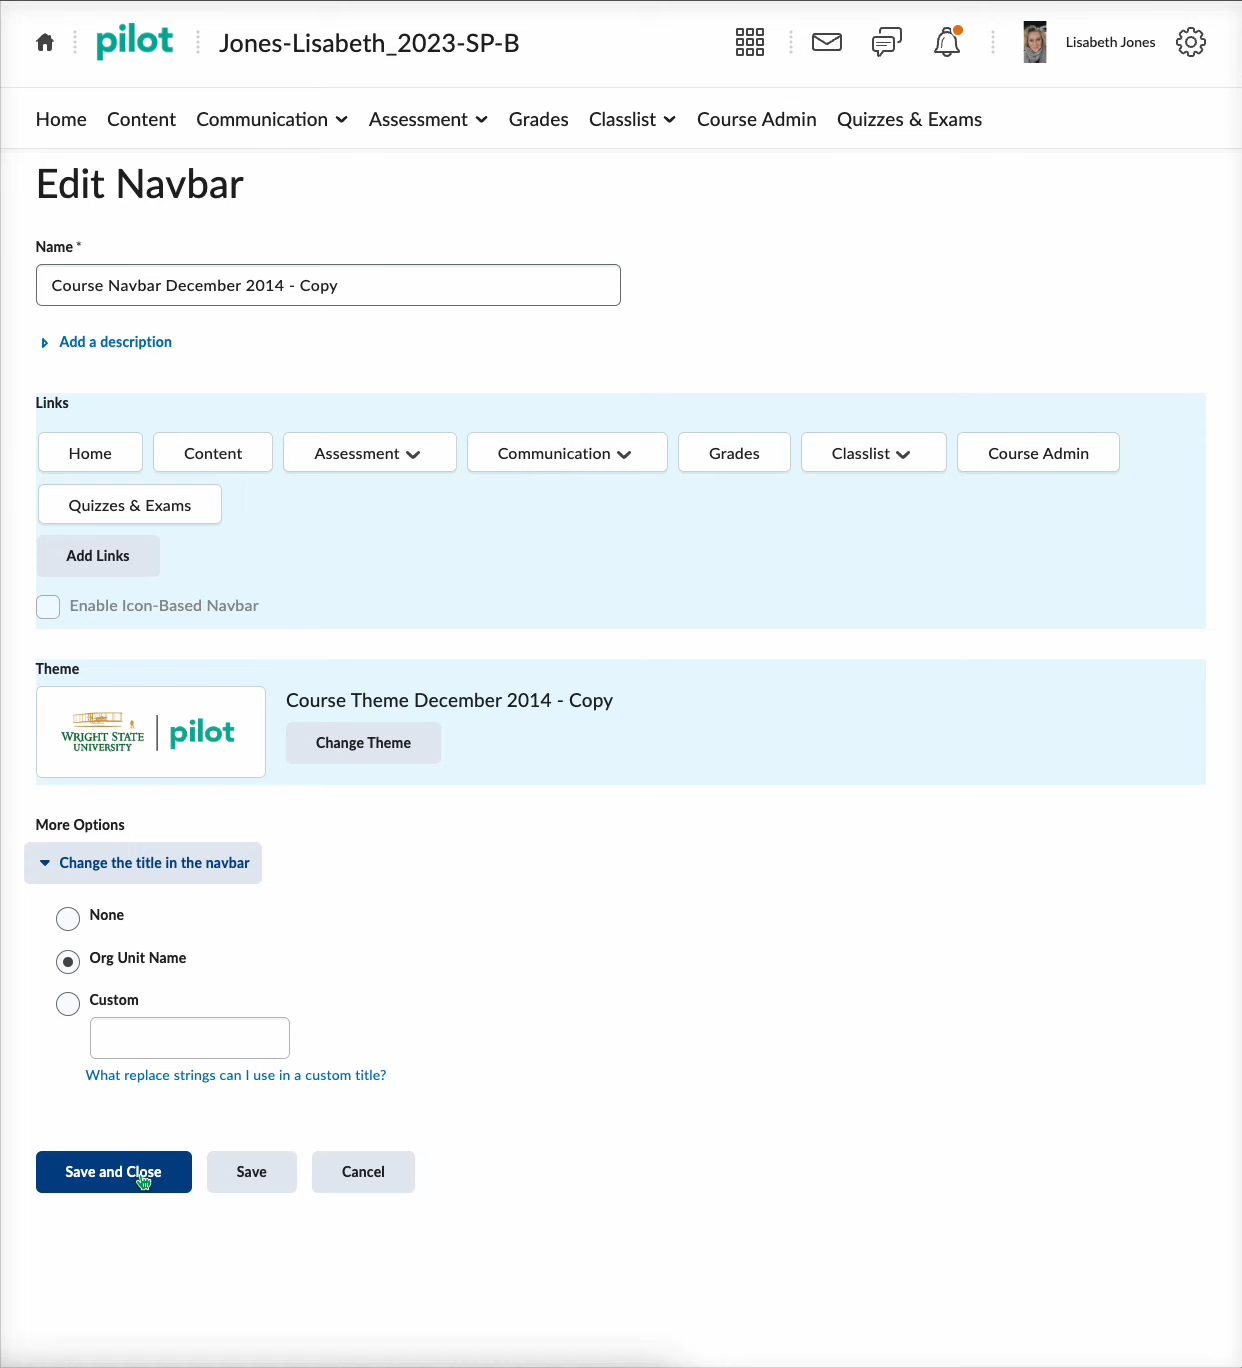 pilot Jones-Lisabeth_2023-SP-B Lisabeth Jones
Home Content Communication Assessment Grades Classlist Course Admin Quizzes & Exams
Edit Navbar
Name *
Course Navbar December 2014 - Copy
Add a description
Links
Home Content Assessment Communication Grades Classlist Course Admin
Quizzes & Exams
Add Links
Enable Icon-Based Navbar
Theme
Course Theme December 2014 - Copy
WRIGHT STATE
UNIVERSITY
pilot
Change Theme
More Options
Change the title in the navbar
None
Org Unit Name
Custom
What replace strings can I use in a custom title?
Save and Close Save Cancel